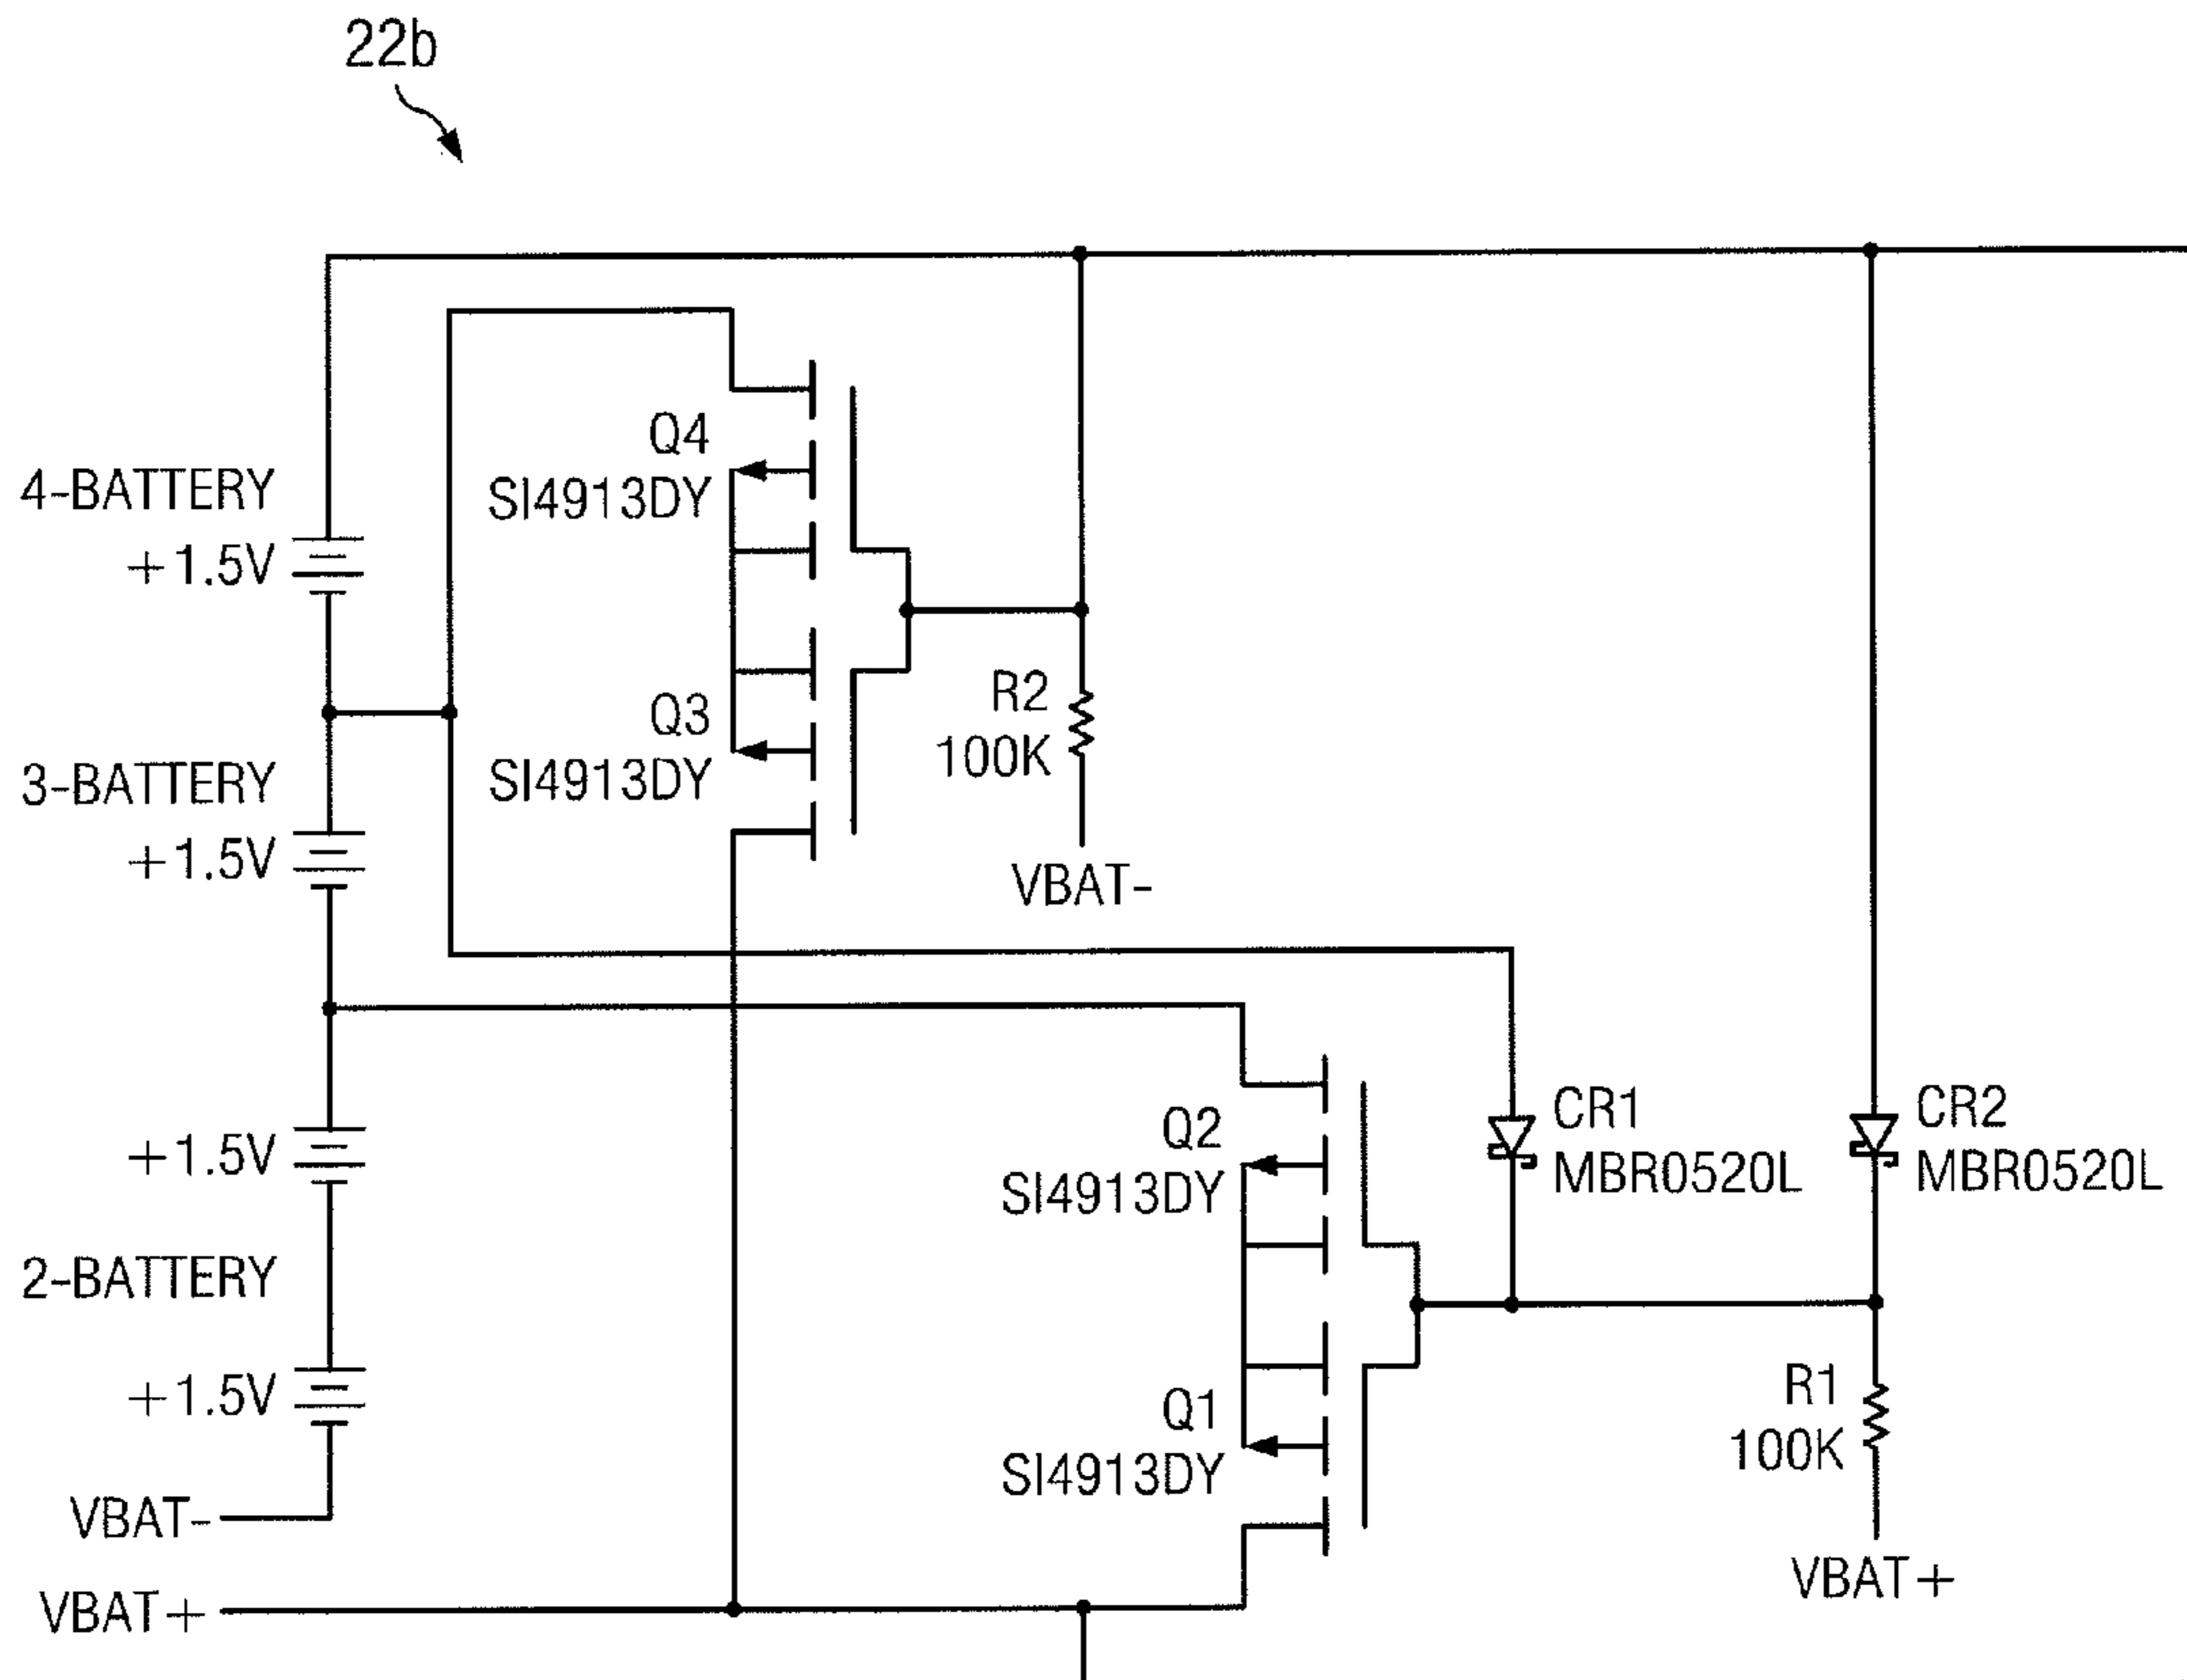 22b
4-BATTERY
+1.5V
Q4
SI4913DY
Q3
SI4913DY
R2
100K
VBAT-
3-BATTERY
+1.5V
+1.5V
2-BATTERY
+1.5V
Q2
SI4913DY
CR1
MBR0520L
CR2
MBR0520L
Q1
SI4913DY
R1
100K
VBAT+
VBAT-
VBAT+